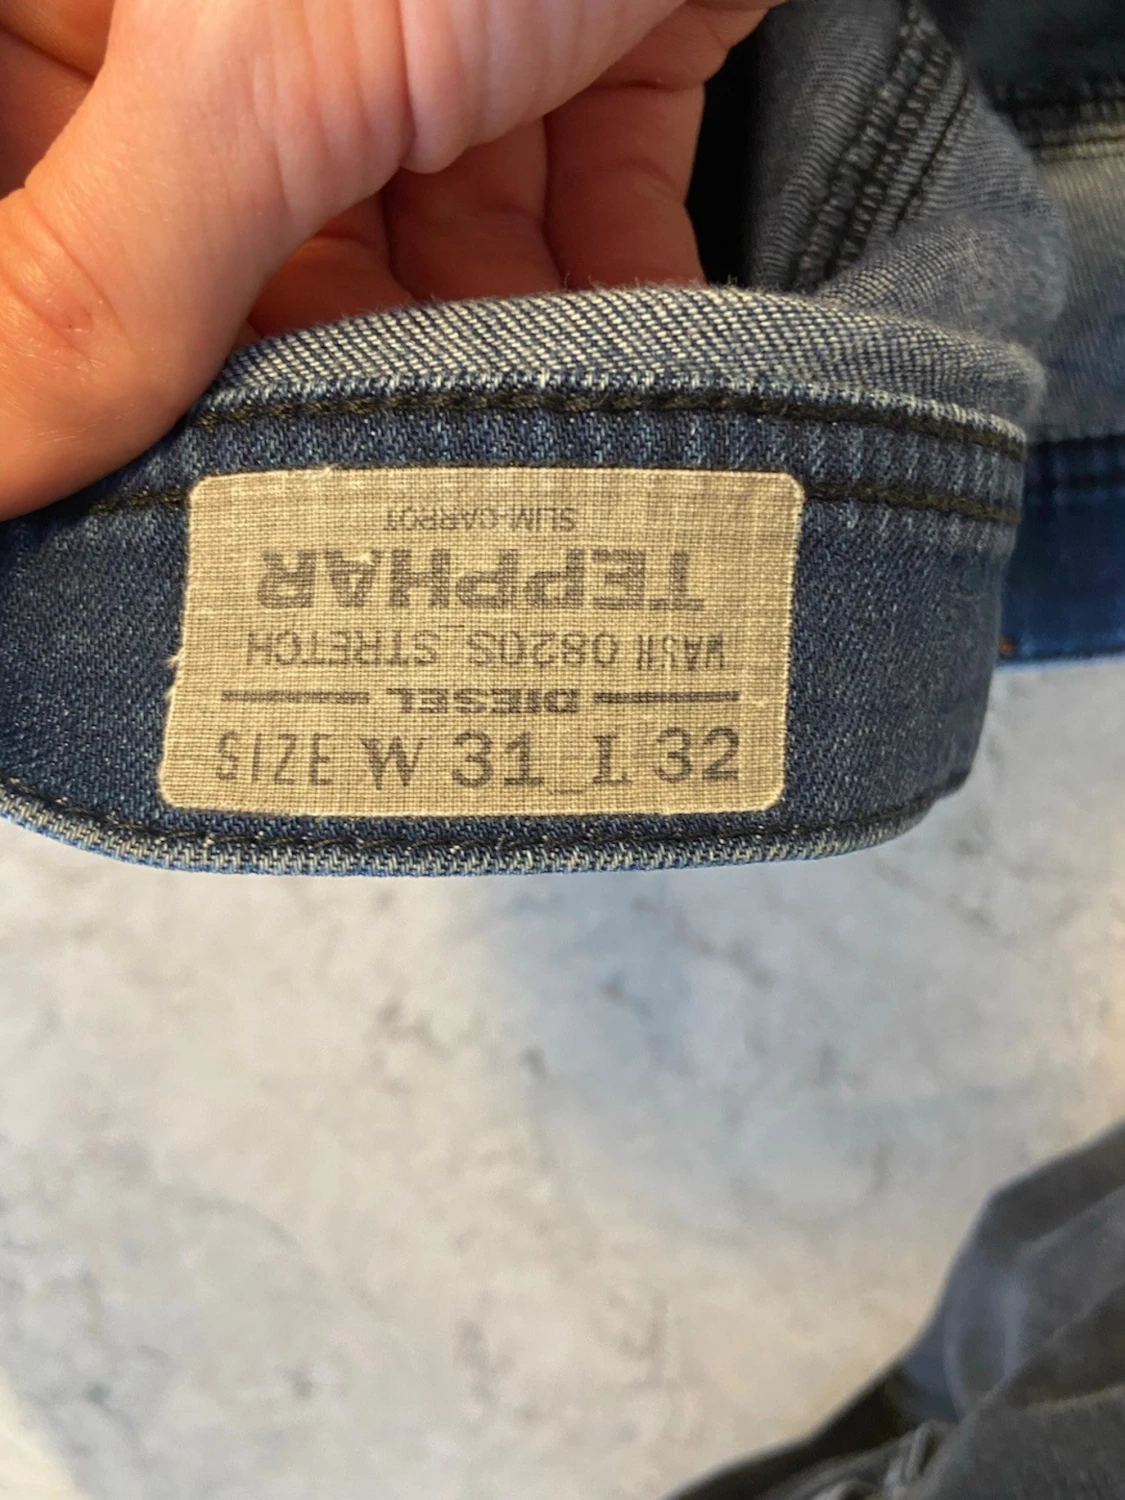 SLIM-CARROT
TEPPHAR
WASH 0820S_STRETCH
DIESEL
SIZE W 31_L 32